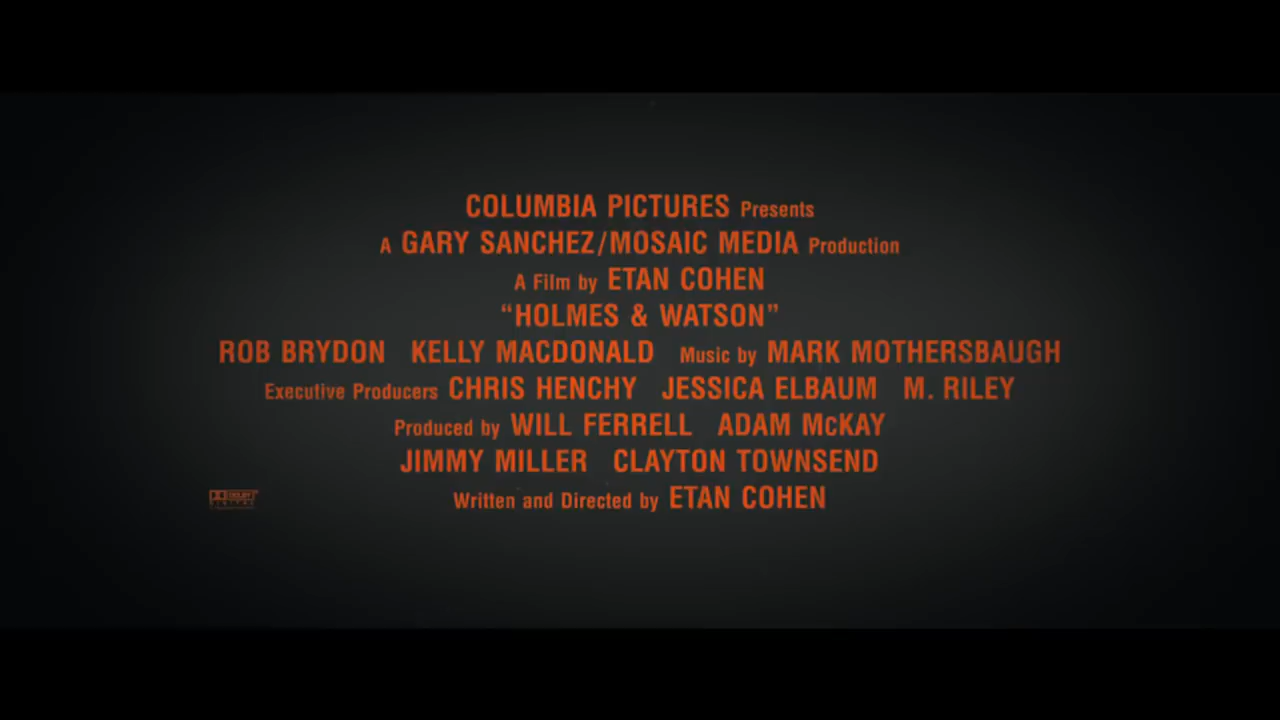 COLUMBIA PICTURES Presents
A GARY SANCHEZ/MOSAIC MEDIA Production
A Film by ETAN COHEN
“HOLMES & WATSON”
ROB BRYDON KELLY MACDONALD Music by MARK MOTHERSBAUGH
Executive Producers CHRIS HENCHY JESSICA ELBAUM M. RILEY
Produced by WILL FERRELL ADAM McKAY
JIMMY MILLER CLAYTON TOWNSEND
Written and Directed by ETAN COHEN
DOLBY
DIGITAL